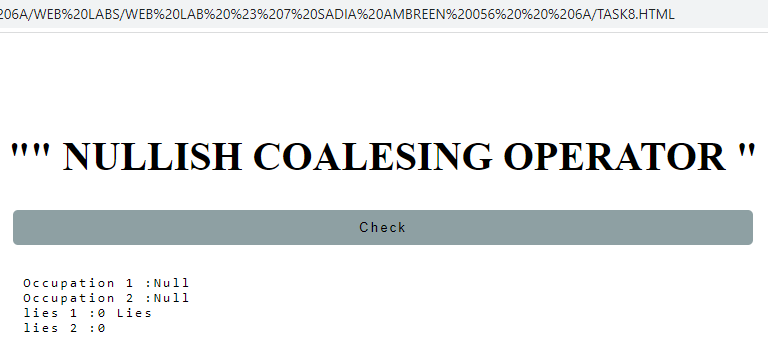 206A/WEB%20LABS/WEB%20LAB%20%23%207%20SADIA%20AMBREEN%20056%20%20%206A/TASK8.HTML
"" NULLISH COALESING OPERATOR "
Check
Occupation 1 :Null
Occupation 2 :Null
lies 1 :0 Lies
lies 2 :0